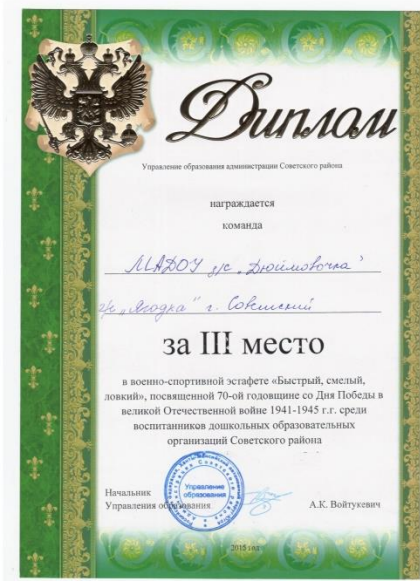 Диплом
Управление образования администрации Советского района
награждается
команда
МАДОУ д/с „Дюймовочка"
д/с „Ягодка" г. Советский
за III место
в военно-спортивной эстафете «Быстрый, смелый,
ловкий», посвященной 70-ой годовщине со Дня Победы в
великой Отечественной войне 1941-1945 г.г. среди
воспитанников дошкольных образовательных
организаций Советского района
Управление
образования
Начальник
Управления образования
А.К. Войтукевич
2015 год